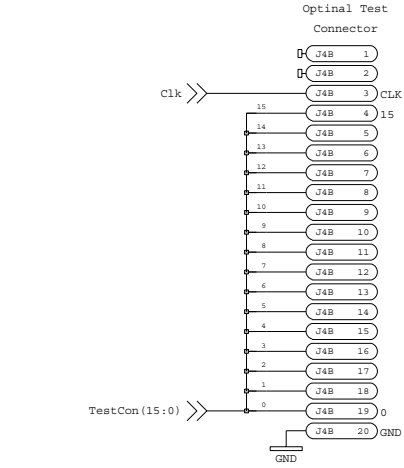 Optinal Test
Connector
J4B 1
J4B 2
Clk J4B 3 CLK
15 J4B 4 15
14 J4B 5
13 J4B 6
12 J4B 7
11 J4B 8
10 J4B 9
9 J4B 10
8 J4B 11
7 J4B 12
6 J4B 13
5 J4B 14
4 J4B 15
3 J4B 16
2 J4B 17
1 J4B 18
TestCon(15:0) 0 J4B 19 0
J4B 20 GND
GND